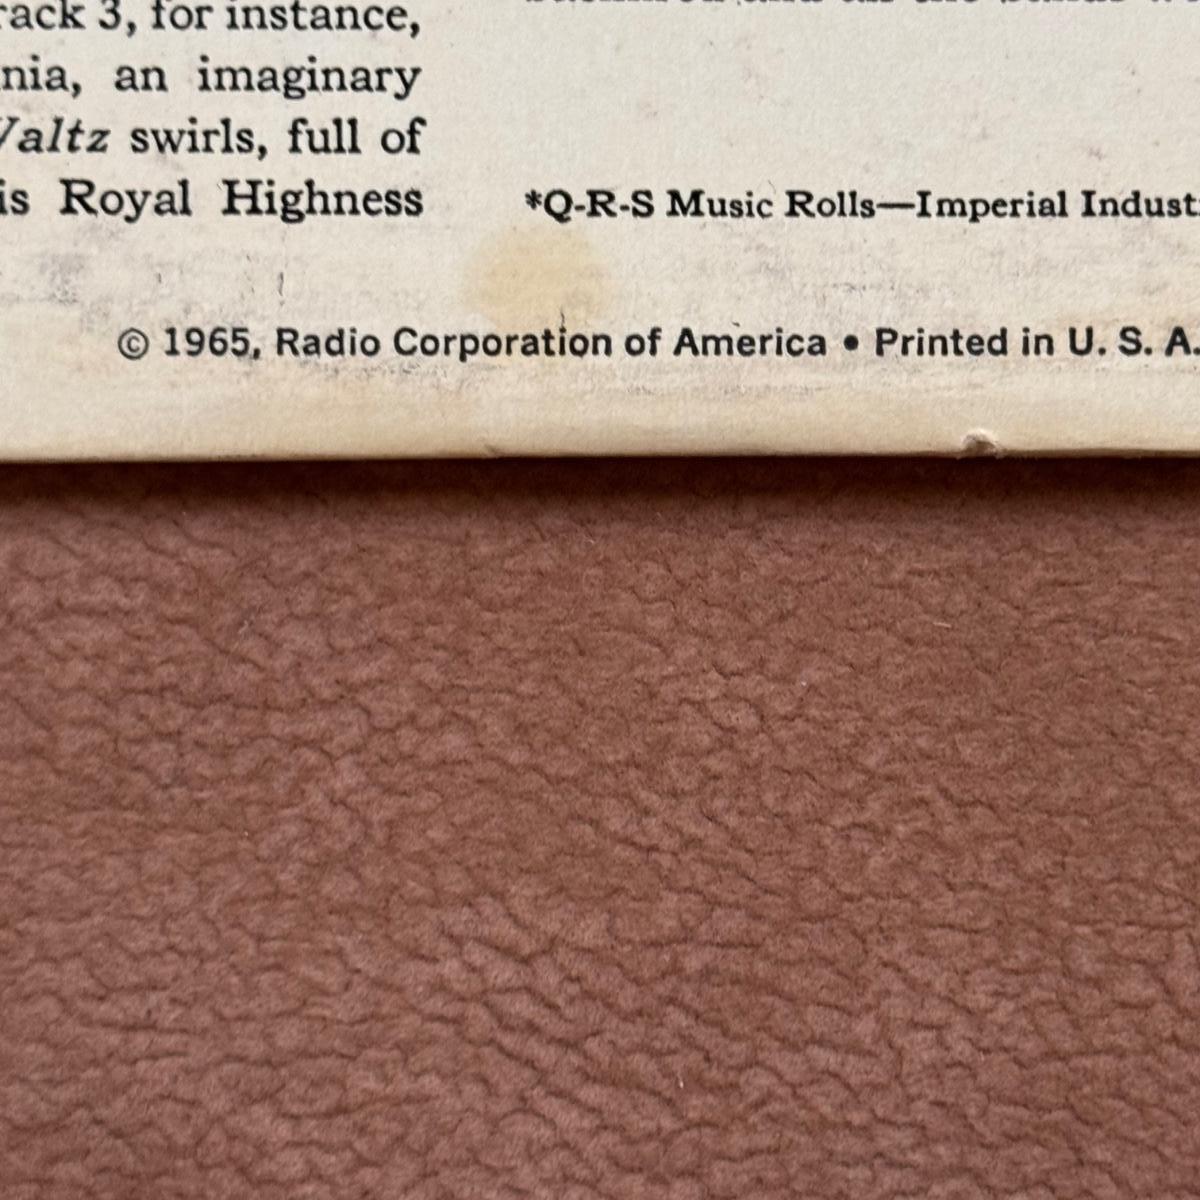 rack 3, for instance,
nia, an imaginary
Waltz swirls, full of
is Royal Highness
*Q-R-S Music Rolls—Imperial Indust
© 1965, Radio Corporation of America • Printed in U. S. A.